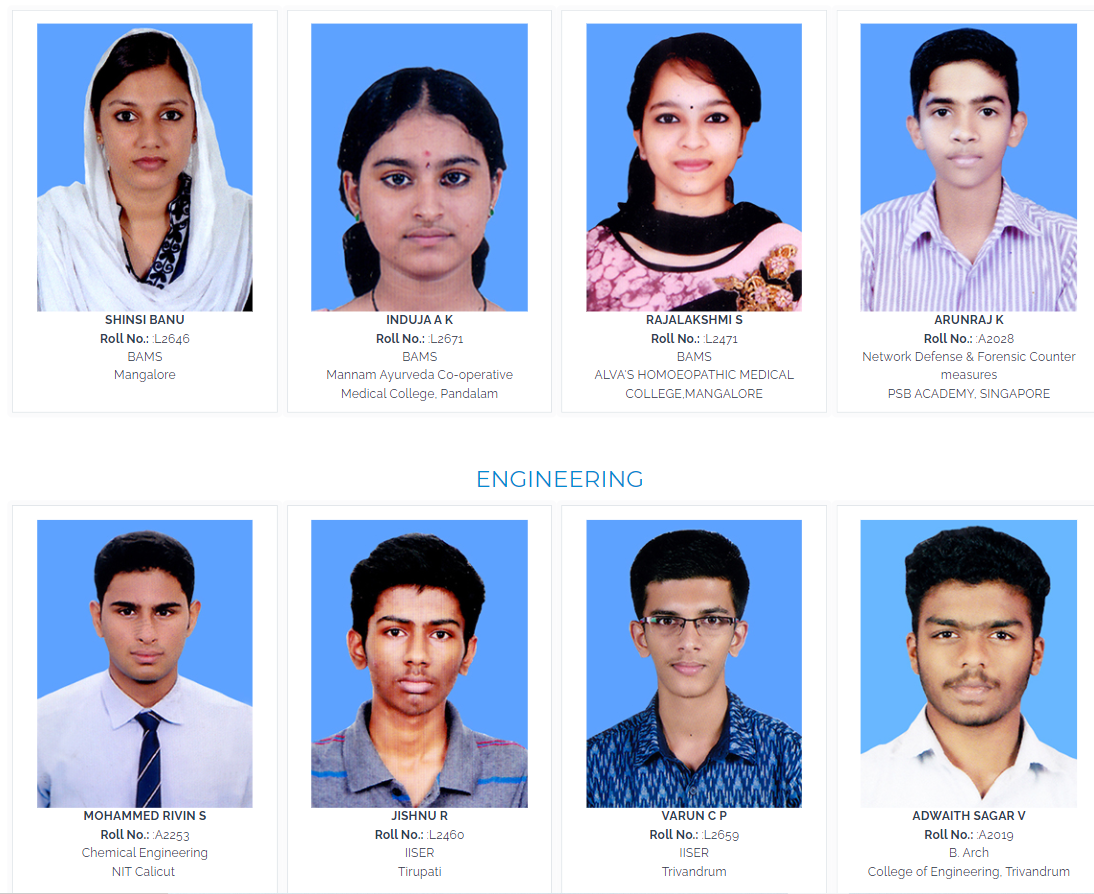 SHINSI BANU
Roll No.: :L2646
BAMS
Mangalore
INDUJA A K
Roll No.: :L2671
BAMS
Mannam Ayurveda Co-operative
Medical College, Pandalam
RAJALAKSHMI S
Roll No.: :L2471
BAMS
ALVA'S HOMOEOPATHIC MEDICAL
COLLEGE,MANGALORE
ARUNRAJ K
Roll No.: :A2028
Network Defense & Forensic Counter
measures
PSB ACADEMY, SINGAPORE
ENGINEERING
MOHAMMED RIVIN S
Roll No.: :A2253
Chemical Engineering
NIT Calicut
JISHNU R
Roll No.: :L2460
IISER
Tirupati
VARUN C P
Roll No.: :L2659
IISER
Trivandrum
ADWAITH SAGAR V
Roll No.: :A2019
B. Arch
College of Engineering, Trivandrum